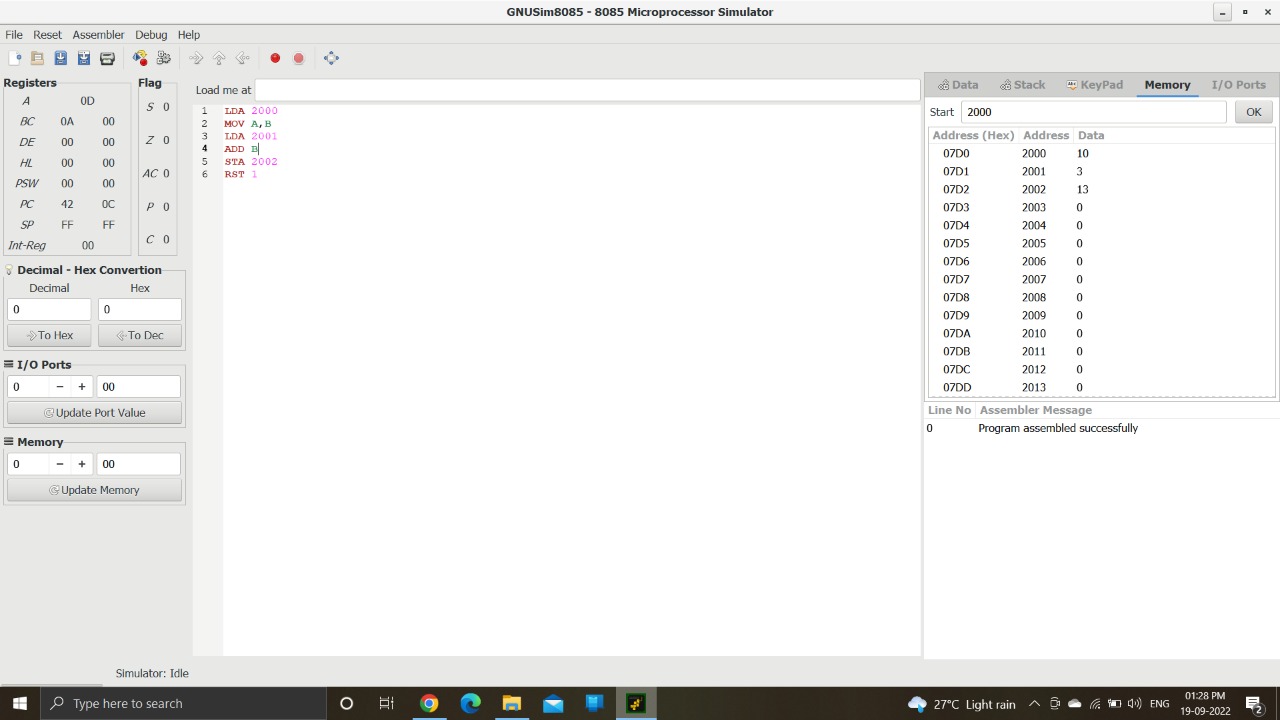 GNUSim8085 - 8085 Microprocessor Simulator
File Reset Assembler Debug Help
Registers
A 0D
BC 0A 00
DE 00 00
HL 00 00
PSW 00 00
PC 42 0C
SP FF FF
Int-Reg 00
Flag
S 0
Z 0
AC 0
P 0
C 0
Decimal - Hex Convertion
Decimal Hex
0 0
To Hex To Dec
I/O Ports
0 − + 00
Update Port Value
Memory
0 − + 00
Update Memory
Load me at
1 LDA 2000
2 MOV A,B
3 LDA 2001
4 ADD B
5 STA 2002
6 RST 1
Data Stack KeyPad Memory I/O Ports
Start 2000 OK
Address (Hex) Address Data
07D0 2000 10
07D1 2001 3
07D2 2002 13
07D3 2003 0
07D4 2004 0
07D5 2005 0
07D6 2006 0
07D7 2007 0
07D8 2008 0
07D9 2009 0
07DA 2010 0
07DB 2011 0
07DC 2012 0
07DD 2013 0
Line No Assembler Message
0 Program assembled successfully
Simulator: Idle
Type here to search
27°C Light rain
ENG
01:28 PM
19-09-2022
2